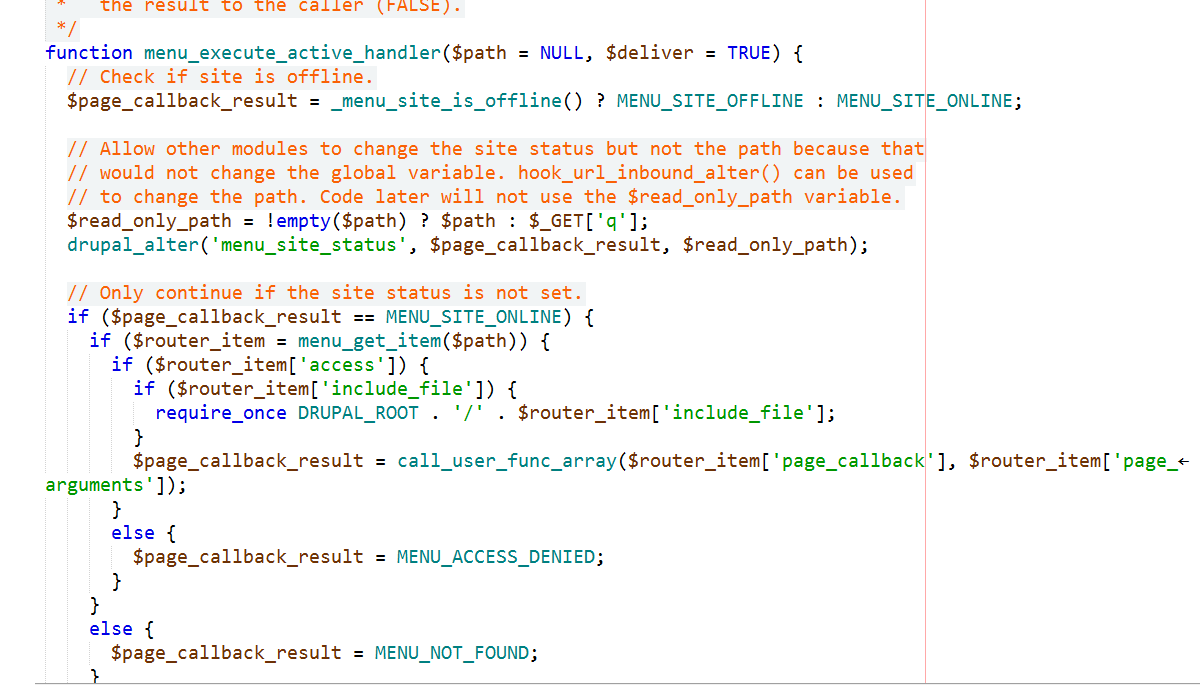 *   the result to the caller (FALSE).
*/
function menu_execute_active_handler($path = NULL, $deliver = TRUE) {
// Check if site is offline.
$page_callback_result = _menu_site_is_offline() ? MENU_SITE_OFFLINE : MENU_SITE_ONLINE;
// Allow other modules to change the site status but not the path because that
// would not change the global variable. hook_url_inbound_alter() can be used
// to change the path. Code later will not use the $read_only_path variable.
$read_only_path = !empty($path) ? $path : $_GET['q'];
drupal_alter('menu_site_status', $page_callback_result, $read_only_path);
// Only continue if the site status is not set.
if ($page_callback_result == MENU_SITE_ONLINE) {
if ($router_item = menu_get_item($path)) {
if ($router_item['access']) {
if ($router_item['include_file']) {
require_once DRUPAL_ROOT . '/' . $router_item['include_file'];
}
$page_callback_result = call_user_func_array($router_item['page_callback'], $router_item['page_←
arguments']);
}
else {
$page_callback_result = MENU_ACCESS_DENIED;
}
}
else {
$page_callback_result = MENU_NOT_FOUND;
}